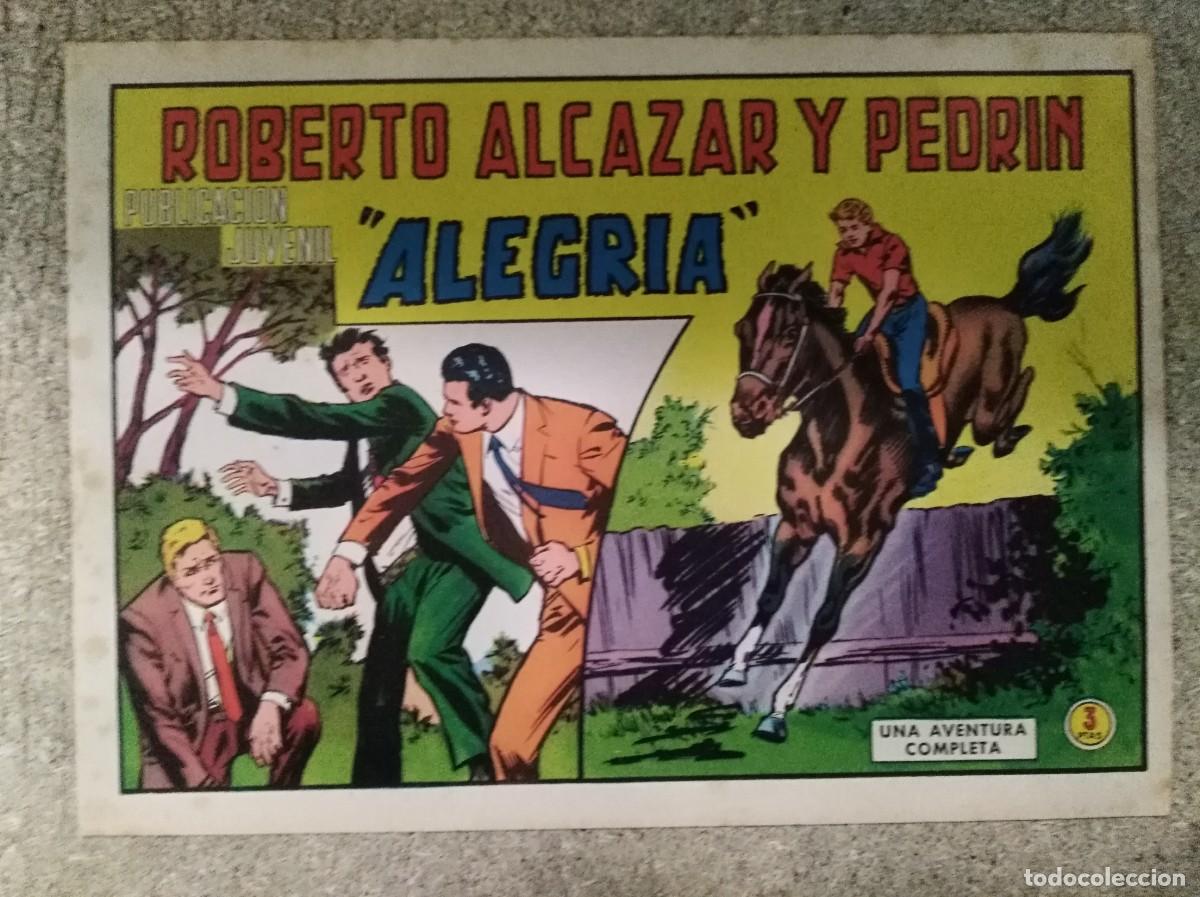 ROBERTO ALCAZAR Y PEDRIN
PUBLICACION
JUVENIL
"ALEGRIA"
UNA AVENTURA
COMPLETA
3
PTAS.
todocoleccion